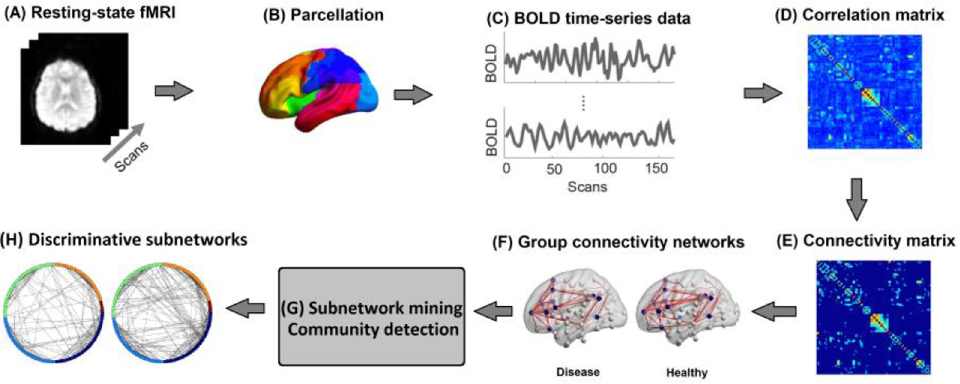 (A) Resting-state fMRI
Scans
(B) Parcellation
(C) BOLD time-series data
BOLD
BOLD
0 50 100 150
Scans
(D) Correlation matrix
(E) Connectivity matrix
(F) Group connectivity networks
Disease Healthy
(G) Subnetwork mining
Community detection
(H) Discriminative subnetworks